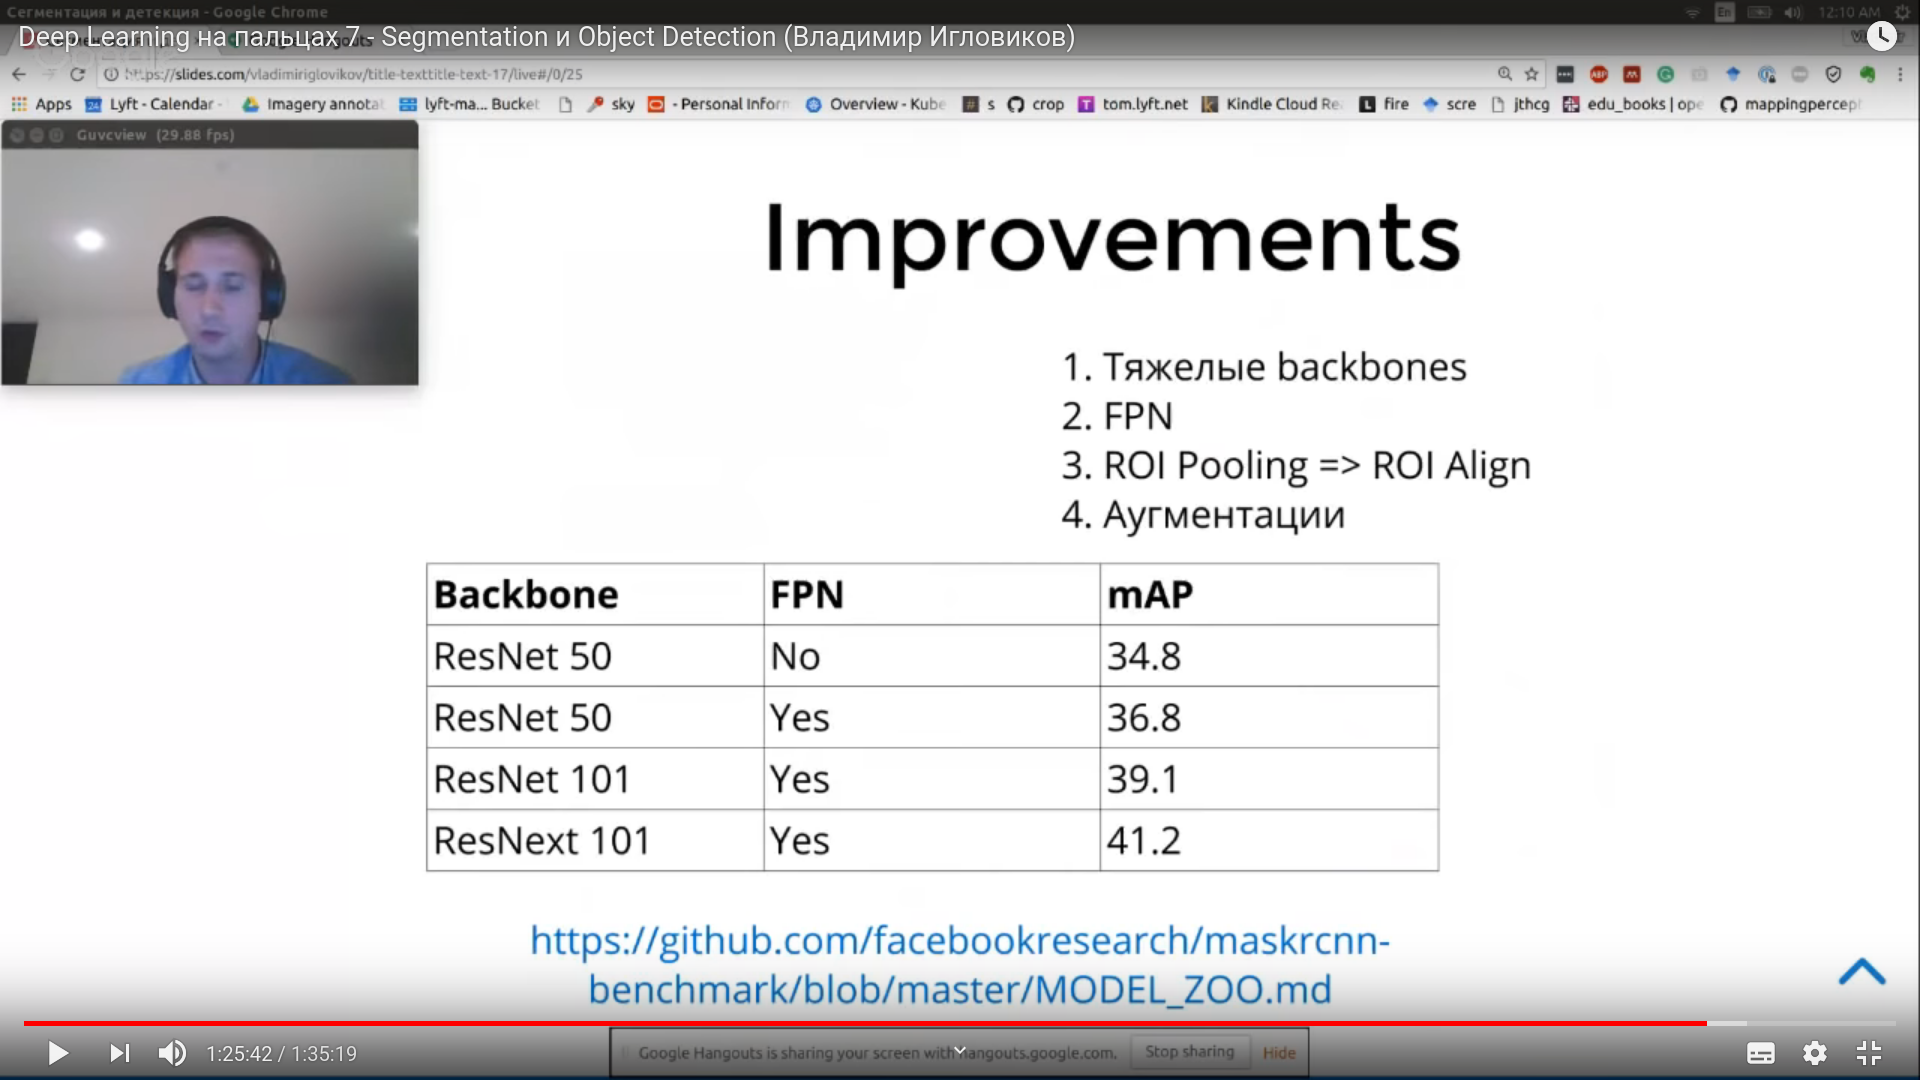 Сегментация и детекция - Google Chrome
En
12:10 AM
Deep Learning на пальцах 7 - Segmentation и Object Detection (Владимир Игловиков)
https://slides.com/vladimiriglovikov/title-texttitle-text-17/live#/0/25
ABP
Apps
24 Lyft - Calendar -
Imagery annotat
lyft-ma... Bucket
sky
- Personal Inform
Overview - Kube
# s
crop
T tom.lyft.net
Kindle Cloud Re
L fire
scre
jthcg
edu_books | ope
mappingpercep
Guvcview (29.88 fps)
Improvements
1. Тяжелые backbones
2. FPN
3. ROI Pooling => ROI Align
4. Аугментации
Backbone FPN mAP
ResNet 50 No 34.8
ResNet 50 Yes 36.8
ResNet 101 Yes 39.1
ResNext 101 Yes 41.2
https://github.com/facebookresearch/maskrcnn-
benchmark/blob/master/MODEL_ZOO.md
1:25:42 / 1:35:19
Google Hangouts is sharing your screen with hangouts.google.com.
Stop sharing
Hide